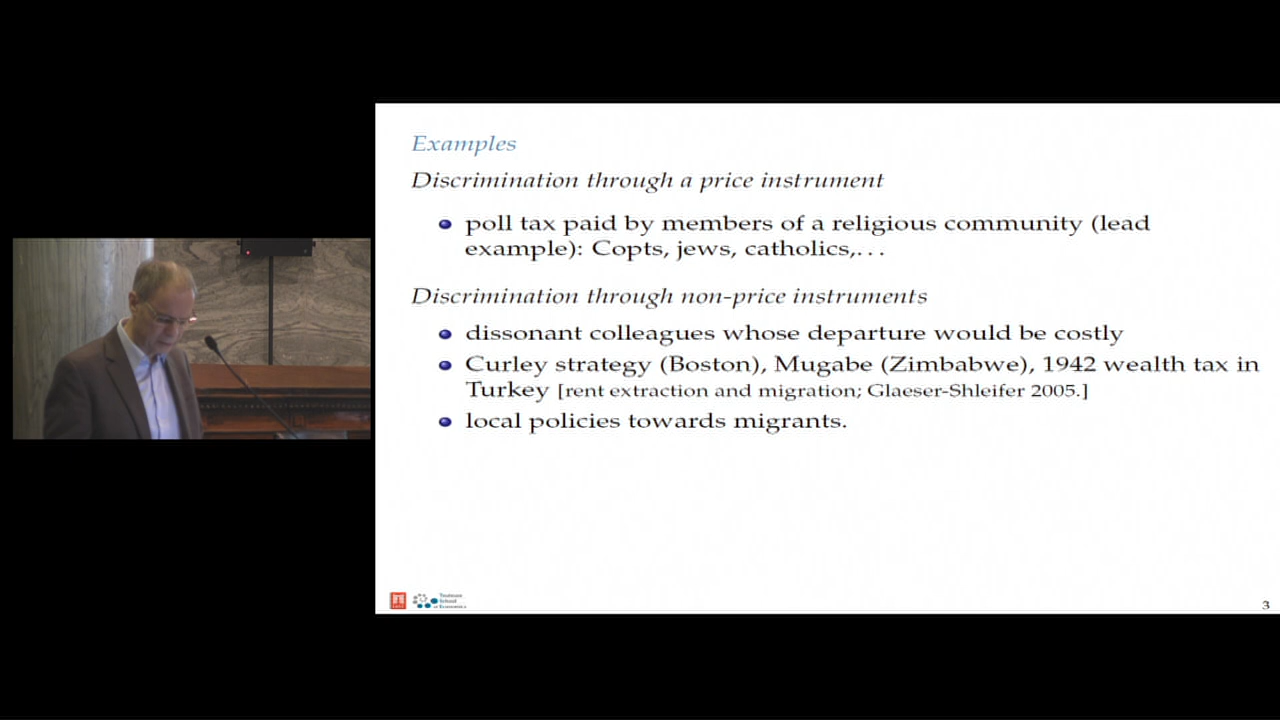 Examples
Discrimination through a price instrument
poll tax paid by members of a religious community (lead
example): Copts, jews, catholics,...
Discrimination through non-price instruments
dissonant colleagues whose departure would be costly
Curley strategy (Boston), Mugabe (Zimbabwe), 1942 wealth tax in
Turkey [rent extraction and migration; Glaeser-Shleifer 2005.]
local policies towards migrants.
Toulouse
School
of Economics
3